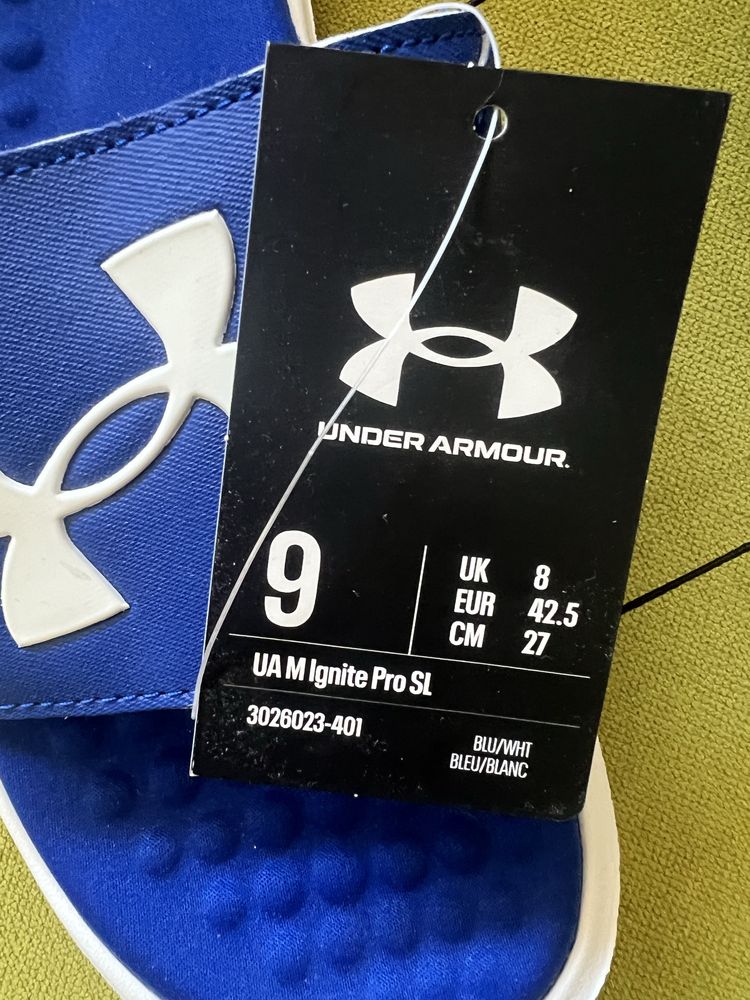 UNDER ARMOUR.
9
UK 8
EUR 42.5
CM 27
UA M Ignite Pro SL
3026023-401
BLU/WHT
BLEU/BLANC